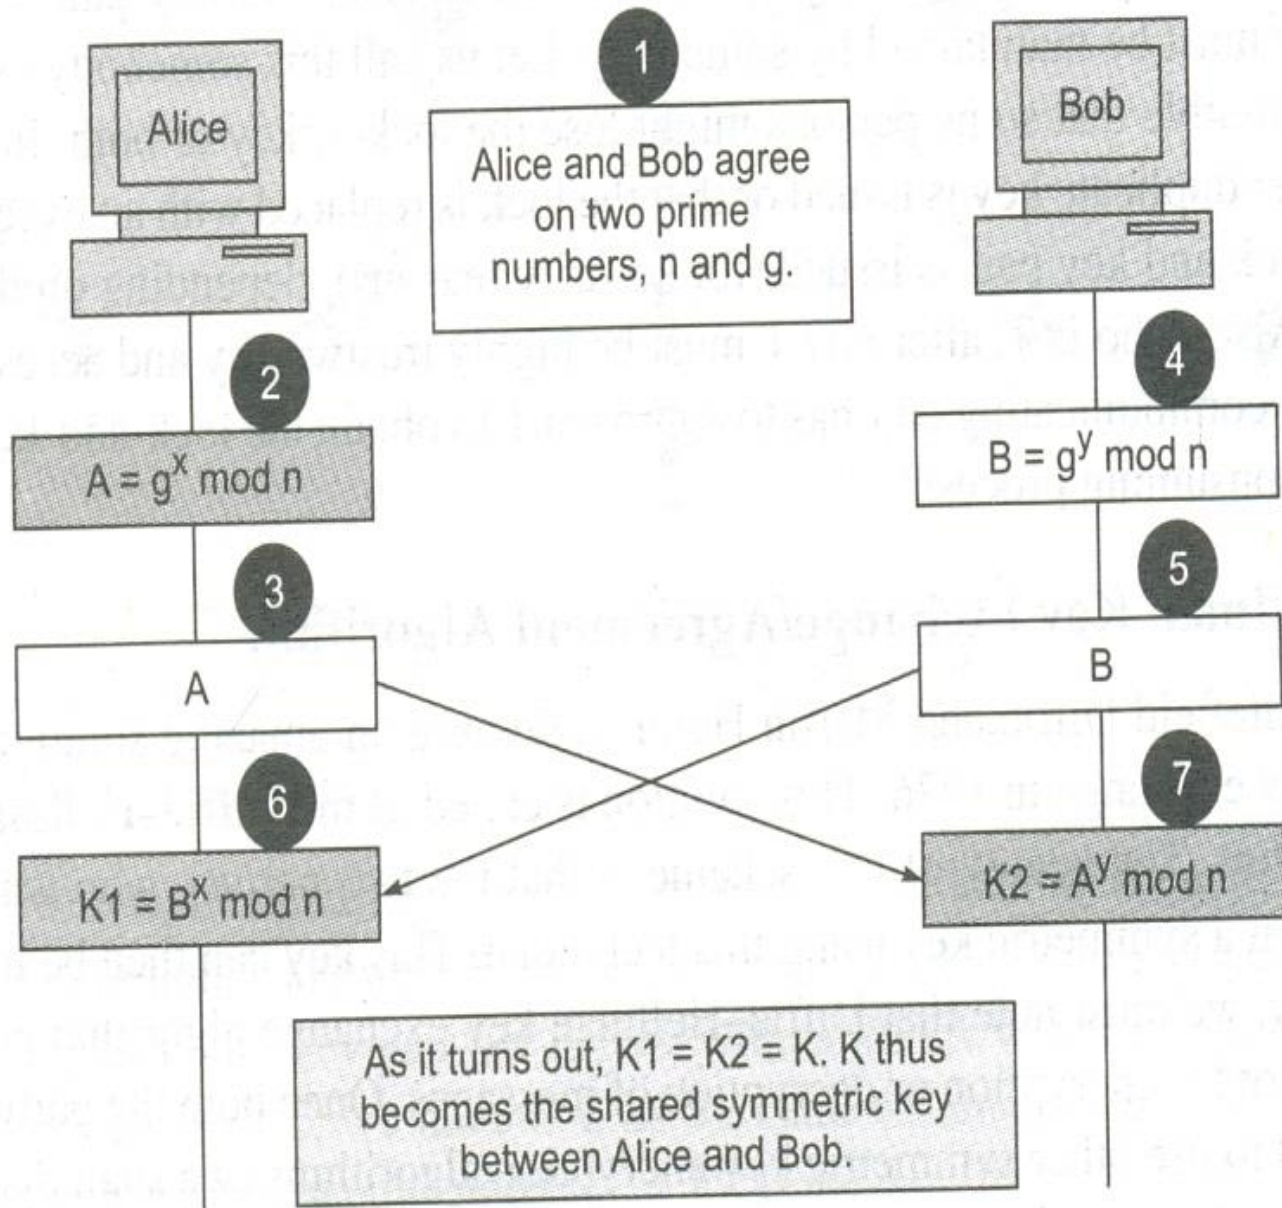 1
Alice
Bob
Alice and Bob agree
on two prime
numbers, n and g.
2
4
A = g^x mod n
B = g^y mod n
3
5
A
B
6
7
K1 = B^x mod n
K2 = A^y mod n
As it turns out, K1 = K2 = K. K thus
becomes the shared symmetric key
between Alice and Bob.